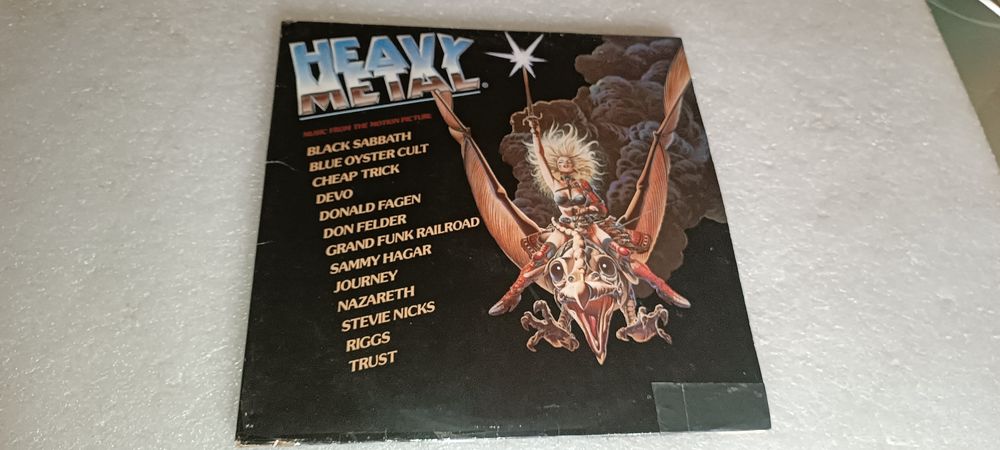 HEAVY
METAL
MUSIC FROM THE MOTION PICTURE
BLACK SABBATH
BLUE OYSTER CULT
CHEAP TRICK
DEVO
DONALD FAGEN
DON FELDER
GRAND FUNK RAILROAD
SAMMY HAGAR
JOURNEY
NAZARETH
STEVIE NICKS
RIGGS
TRUST